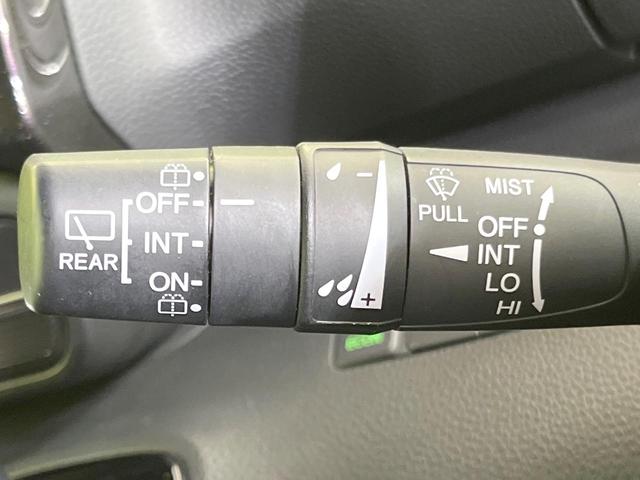 REAR
OFF
INT
ON
−
+
PULL
MIST
OFF
INT
LO
HI